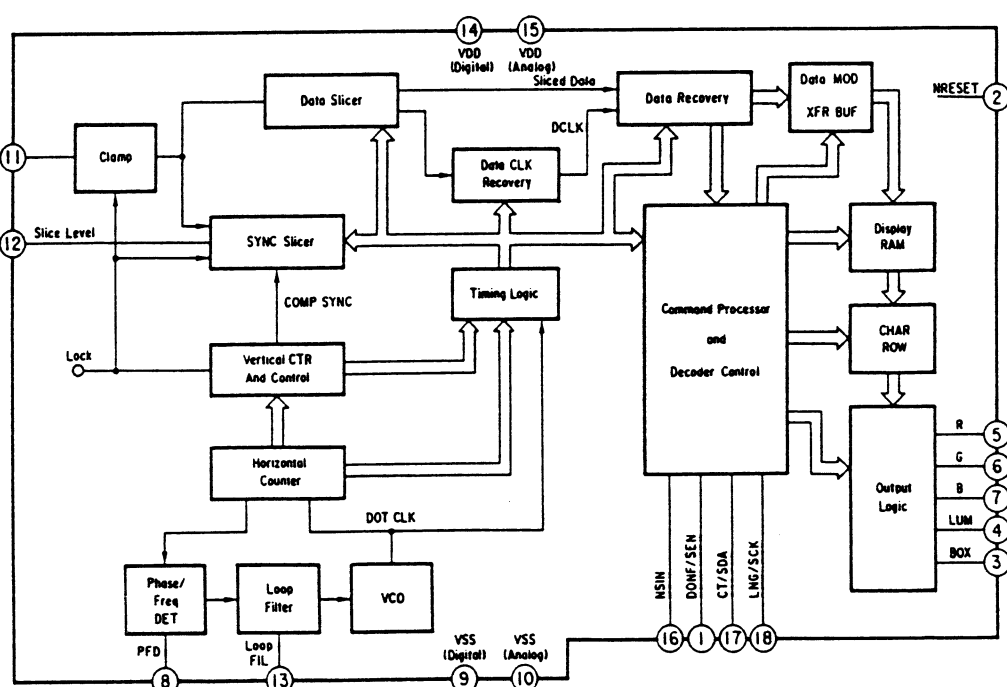 14
15
VDD
(Digital)
VDD
(Analog)
Sliced Data
Data Slicer
Data Recovery
Data MOD
XFR BUF
NRESET
2
DCLK
11
Clamp
Data CLK
Recovery
12
Slice Level
SYNC Slicer
Display
RAM
COMP SYNC
Timing Logic
Command Processor
and
Decoder Control
CHAR
ROW
Lock
Vertical CTR
And Control
Horizontal
Counter
R
5
G
6
B
7
LUM
4
BOX
3
Output
Logic
DOT CLK
Phase/
Freq
DET
Loop
Filter
VCO
NSIN
DONF/SEN
CT/SDA
LNG/SCK
PFD
Loop
FIL
VSS
(Digital)
VSS
(Analog)
16
1
17
18
8
13
9
10